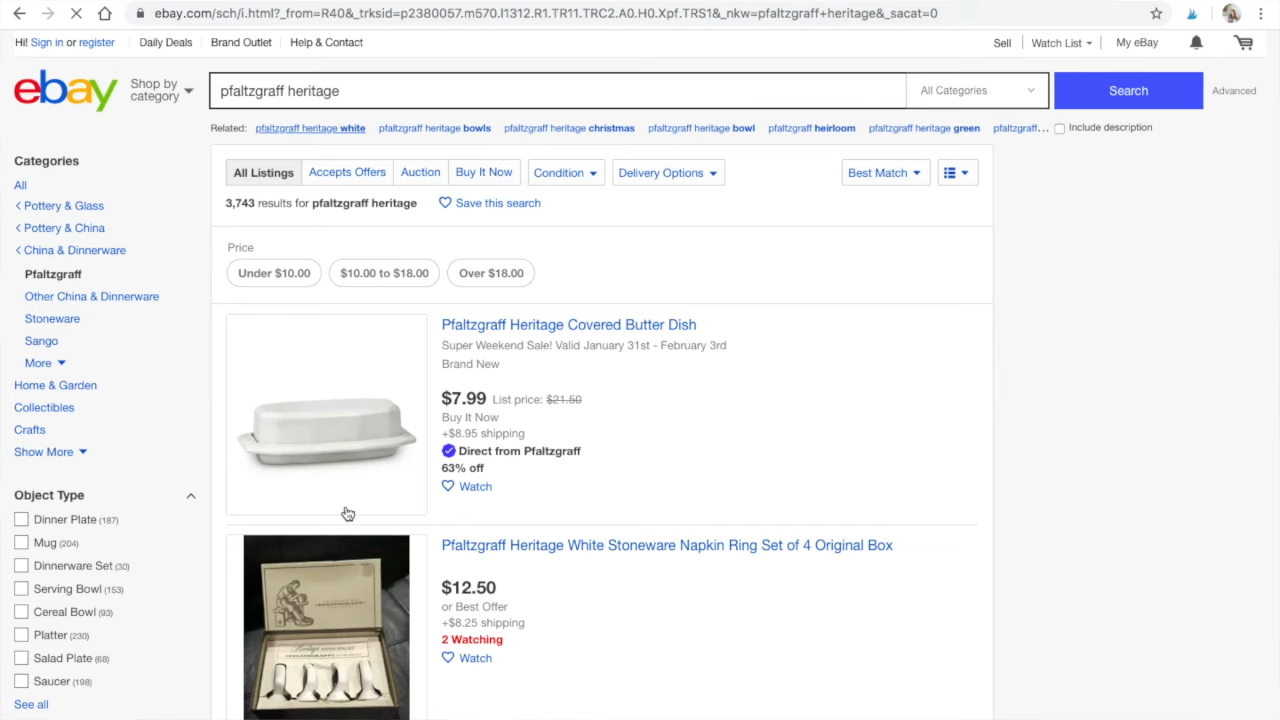 ebay.com/sch/i.html?_from=R40&_trksid=p2380057.m570.l1312.R1.TR11.TRC2.A0.H0.Xpf.TRS1&_nkw=pfaltzgraff+heritage&_sacat=0
Hi! Sign in or register Daily Deals Brand Outlet Help & Contact Sell Watch List My eBay
ebay Shop by category pfaltzgraff heritage All Categories Search Advanced
Related: pfaltzgraff heritage white pfaltzgraff heritage bowls pfaltzgraff heritage christmas pfaltzgraff heritage bowl pfaltzgraff heirloom pfaltzgraff heritage green pfaltzgraff... Include description
Categories
All
< Pottery & Glass
< Pottery & China
< China & Dinnerware
Pfaltzgraff
Other China & Dinnerware
Stoneware
Sango
More
Home & Garden
Collectibles
Crafts
Show More
Object Type
Dinner Plate (187)
Mug (204)
Dinnerware Set (30)
Serving Bowl (153)
Cereal Bowl (93)
Platter (230)
Salad Plate (68)
Saucer (198)
See all
All Listings Accepts Offers Auction Buy It Now Condition Delivery Options Best Match
3,743 results for pfaltzgraff heritage Save this search
Price
Under $10.00 $10.00 to $18.00 Over $18.00
Pfaltzgraff Heritage Covered Butter Dish
Super Weekend Sale! Valid January 31st - February 3rd
Brand New
$7.99 List price: $21.50
Buy It Now
+$8.95 shipping
Direct from Pfaltzgraff
63% off
Watch
Pfaltzgraff Heritage White Stoneware Napkin Ring Set of 4 Original Box
$12.50
or Best Offer
+$8.25 shipping
2 Watching
Watch